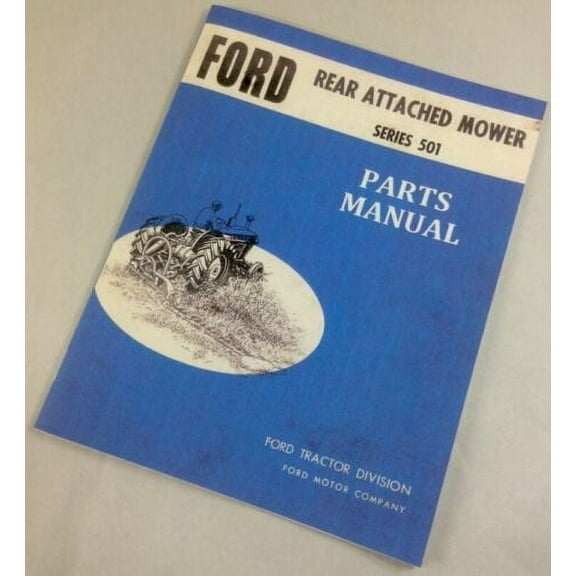 FORD
REAR ATTACHED MOWER
SERIES 501
PARTS
MANUAL
FORD TRACTOR DIVISION
FORD MOTOR COMPANY